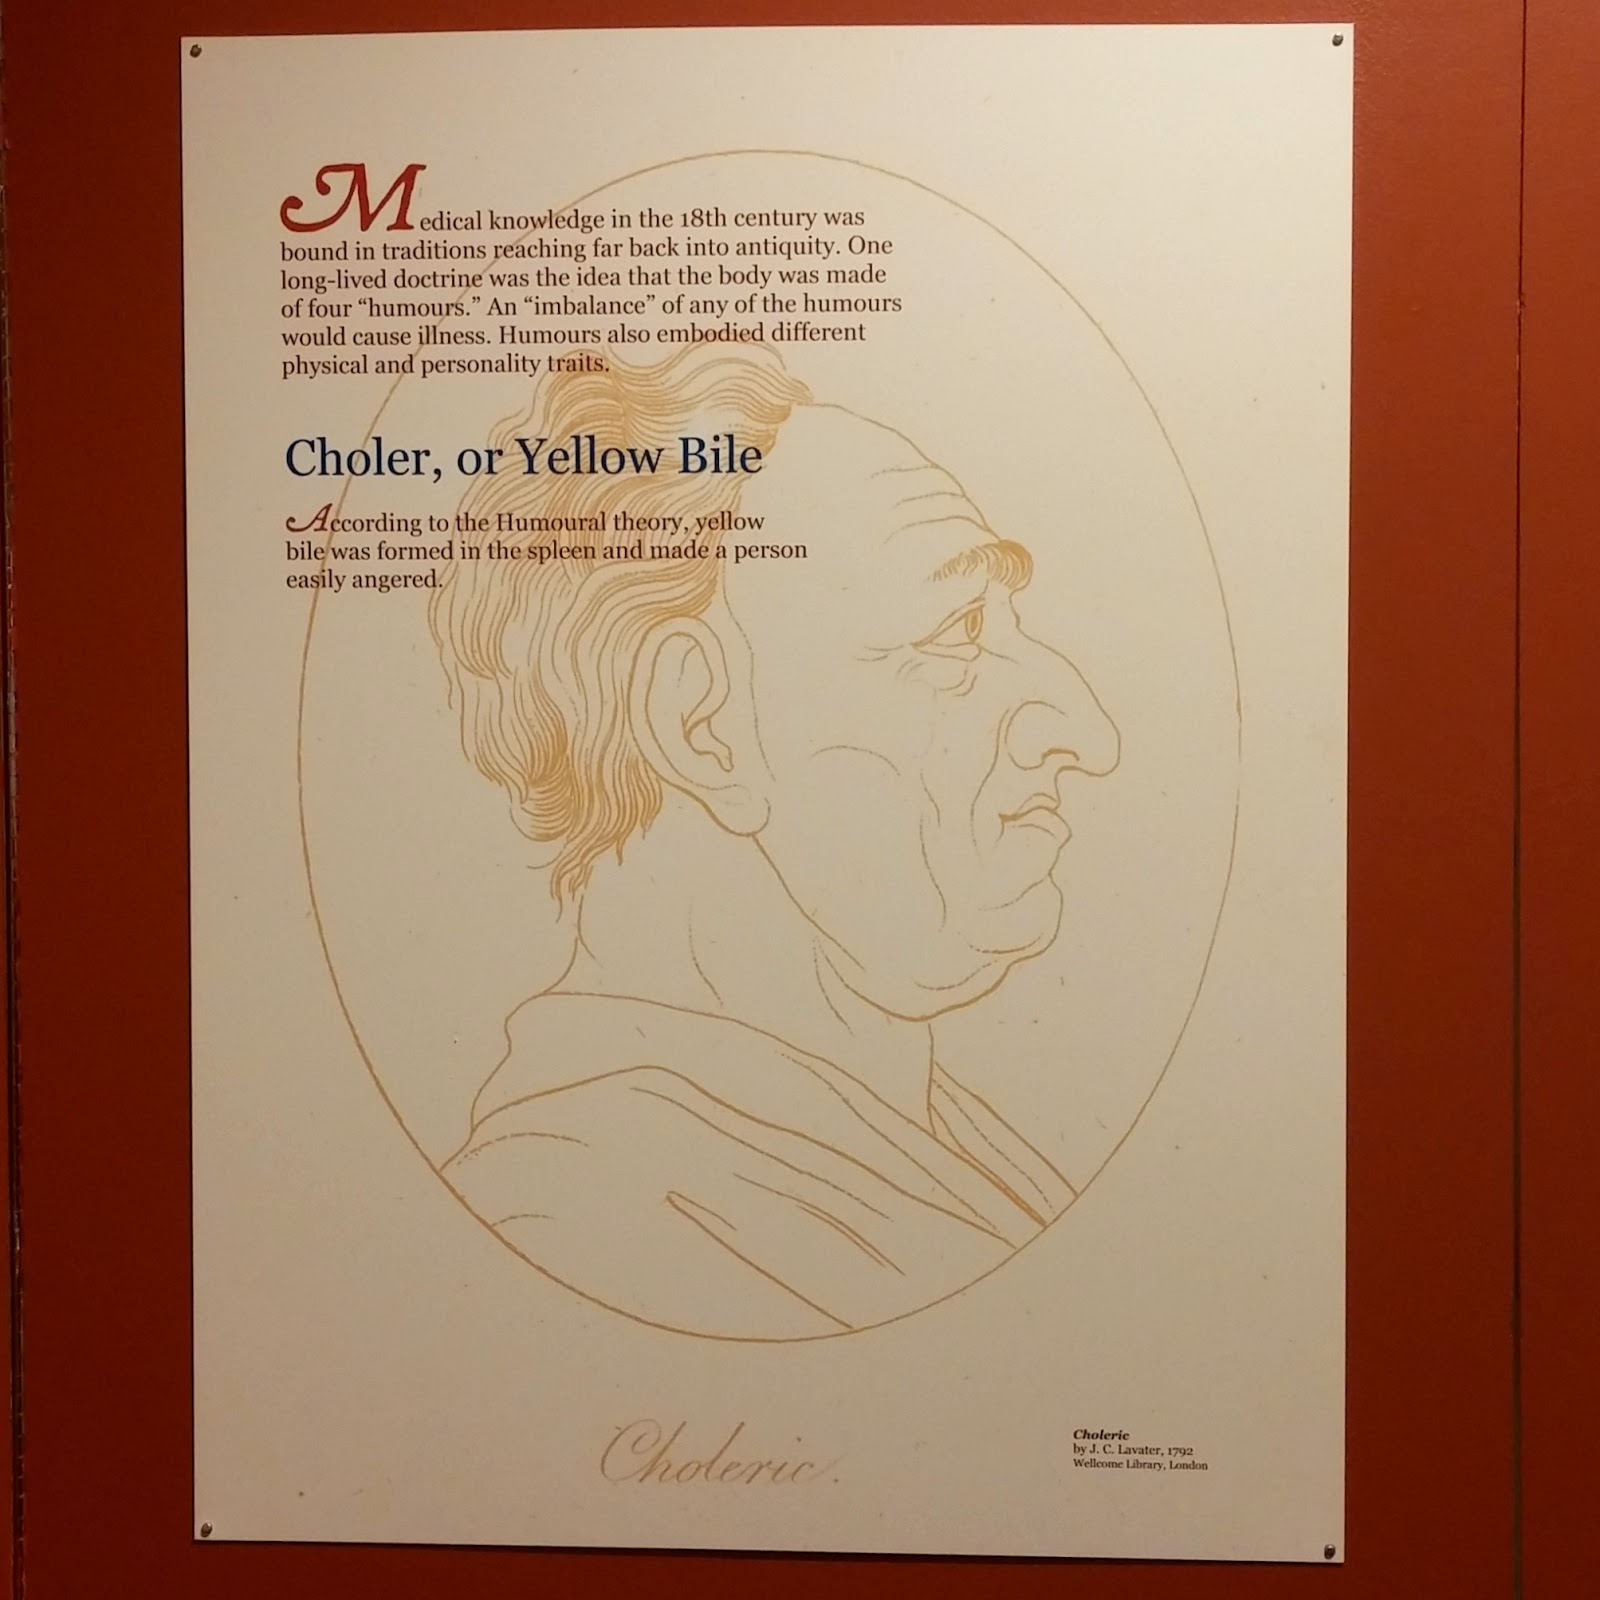 Medical knowledge in the 18th century was
bound in traditions reaching far back into antiquity. One
long-lived doctrine was the idea that the body was made
of four “humours.” An “imbalance” of any of the humours
would cause illness. Humours also embodied different
physical and personality traits.
Choler, or Yellow Bile
According to the Humoural theory, yellow
bile was formed in the spleen and made a person
easily angered.
Choleric.
Choleric
by J. C. Lavater, 1792
Wellcome Library, London